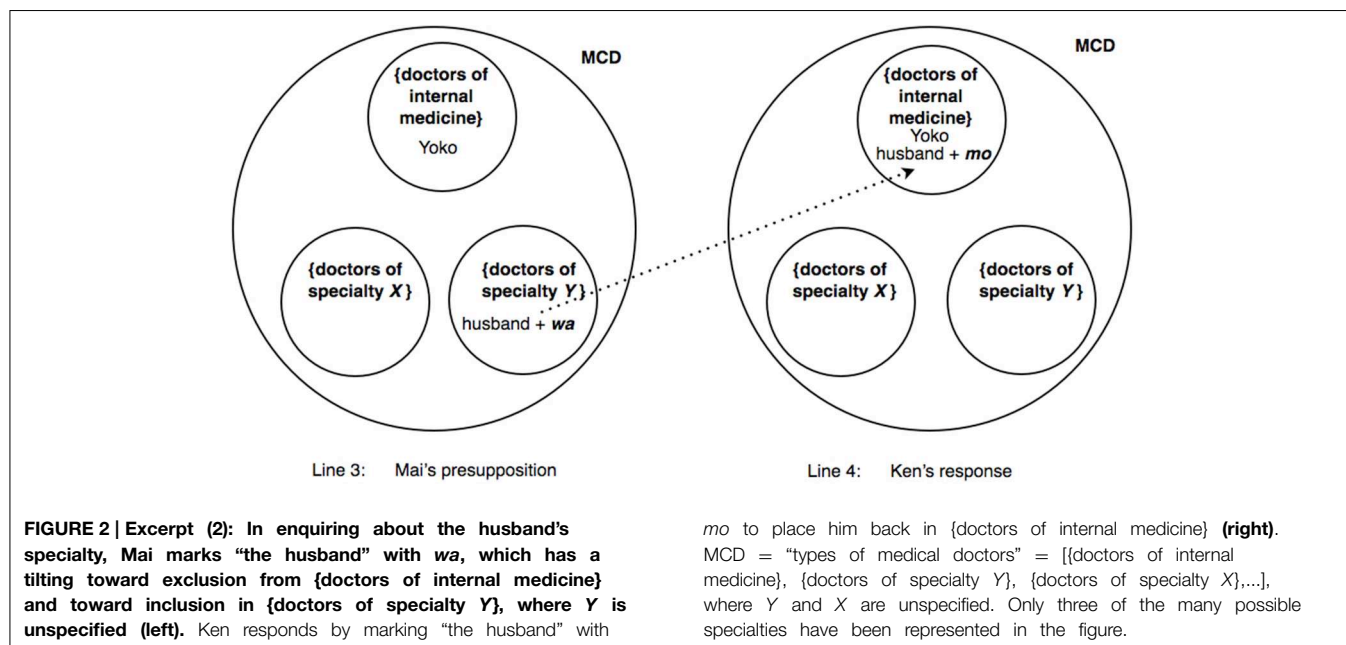 MCD
{doctors of
internal
medicine}
Yoko
{doctors of
specialty X}
{doctors of
specialty Y}
husband + wa
Line 3: Mai's presupposition
MCD
{doctors of
internal
medicine}
Yoko
husband + mo
{doctors of
specialty X}
{doctors of
specialty Y}
Line 4: Ken's response
FIGURE 2 | Excerpt (2): In enquiring about the husband's
specialty, Mai marks “the husband” with wa, which has a
tilting toward exclusion from {doctors of internal medicine}
and toward inclusion in {doctors of specialty Y}, where Y is
unspecified (left). Ken responds by marking “the husband” with
mo to place him back in {doctors of internal medicine} (right).
MCD = “types of medical doctors” = [{doctors of internal
medicine}, {doctors of specialty Y}, {doctors of specialty X},...],
where Y and X are unspecified. Only three of the many possible
specialties have been represented in the figure.